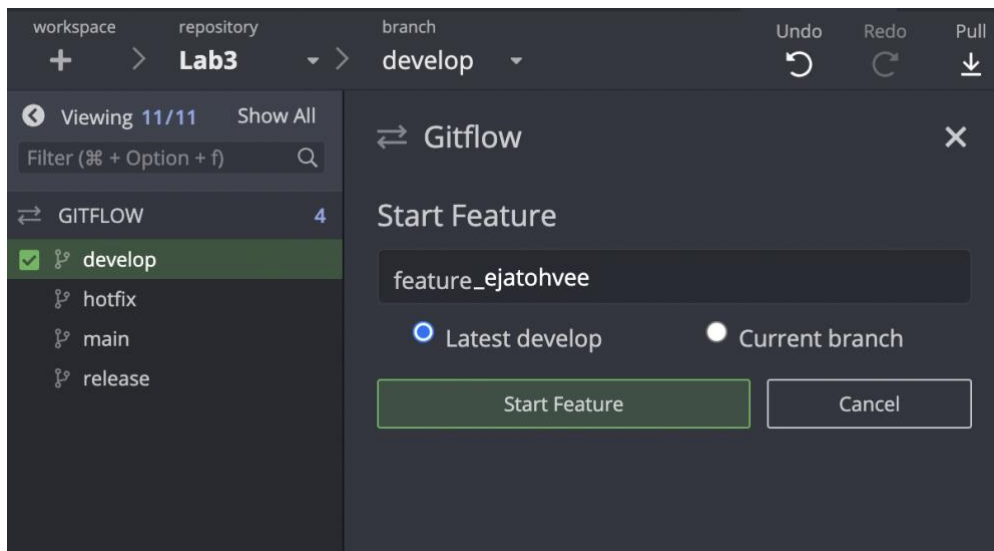 workspace repository branch Undo Redo Pull
+ Lab3 develop
Viewing 11/11 Show All
Filter (⌘ + Option + f)
GITFLOW 4
develop
hotfix
main
release
Gitflow
Start Feature
feature_ejatohvee
Latest develop Current branch
Start Feature Cancel